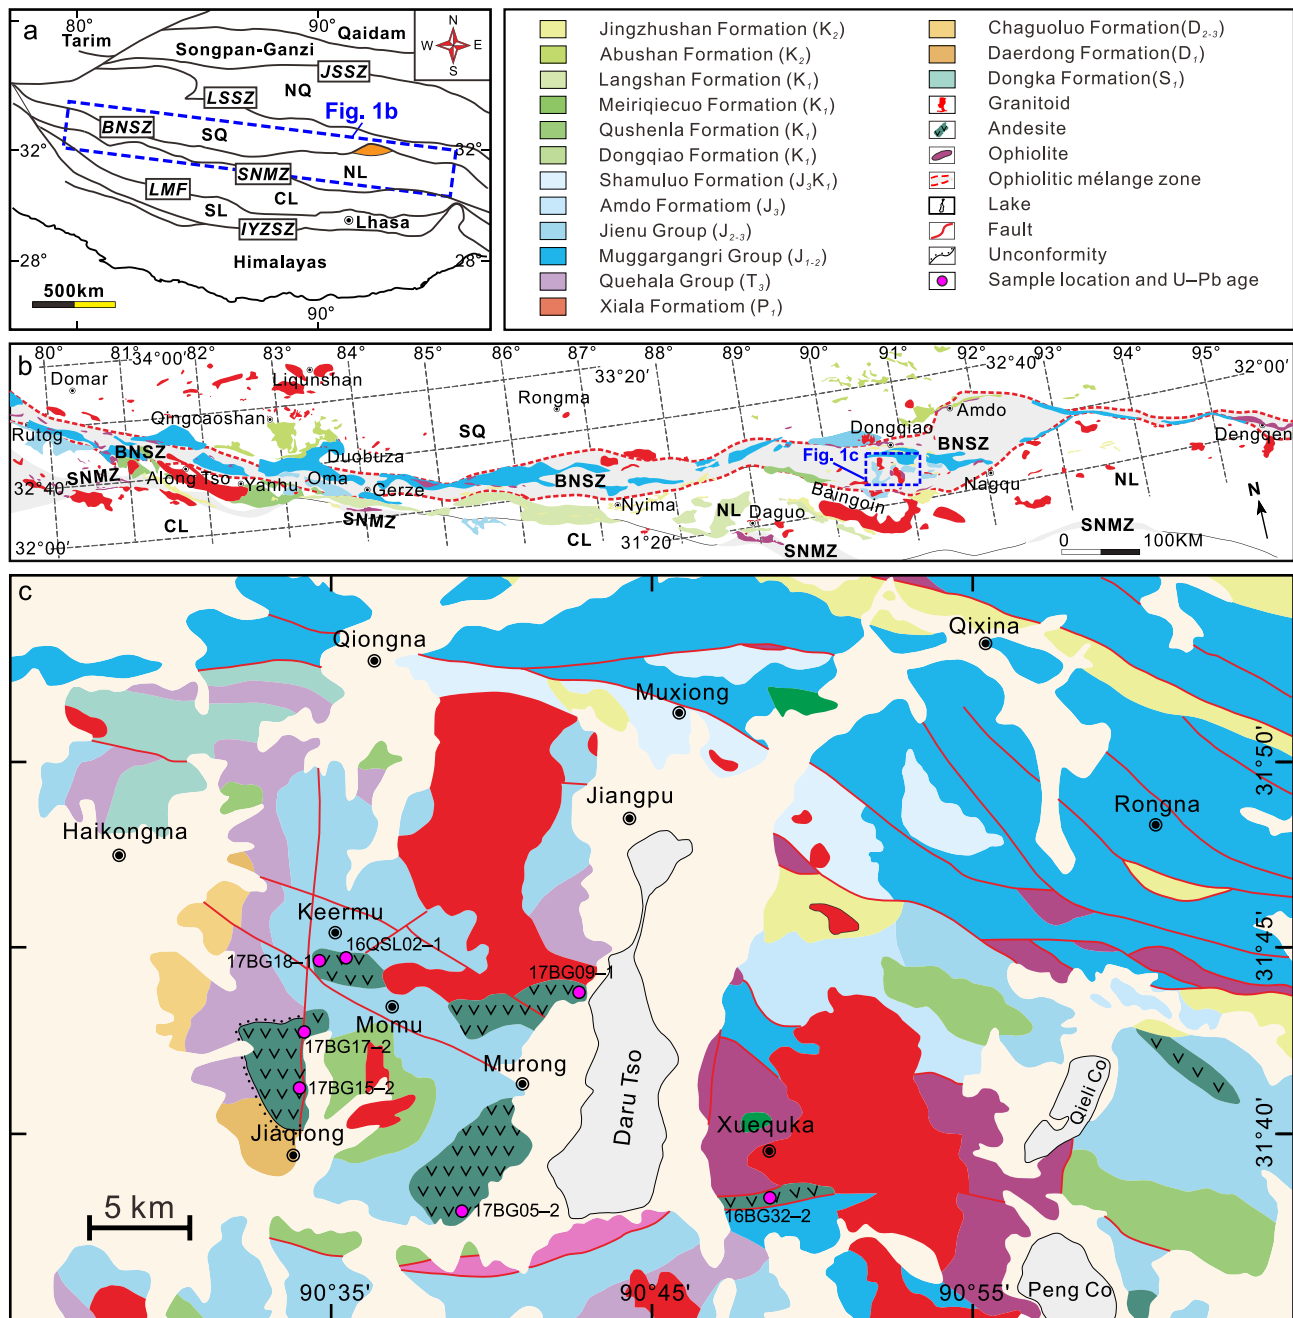 a
80°
90°
N
W
E
S
Tarim
Songpan-Ganzi
Qaidam
JSSZ
NQ
LSSZ
Fig. 1b
BNSZ
SQ
32°
32°
SNMZ
NL
LMF
CL
SL
Lhasa
IYZSZ
28°
Himalayas
28°
500km
90°
Jingzhushan Formation (K2)
Abushan Formation (K2)
Langshan Formation (K1)
Meiriqiecuo Formation (K1)
Qushenla Formation (K1)
Dongqiao Formation (K1)
Shamuluo Formation (J3K1)
Amdo Formatiom (J3)
Jienu Group (J2-3)
Muggargangri Group (J1-2)
Quehala Group (T3)
Xiala Formatiom (P1)
Chaguoluo Formation(D2-3)
Daerdong Formation(D1)
Dongka Formation(S1)
Granitoid
Andesite
Ophiolite
Ophiolitic mélange zone
Lake
Fault
Unconformity
Sample location and U–Pb age
b
80°
81°
34°00′
82°
83°
84°
85°
86°
87°
33°20′
88°
89°
90°
91°
92°
32°40′
93°
94°
95°
32°00′
Domar
Liqunshan
Rongma
Qingcaoshan
Amdo
Rutog
SQ
Dongqiao
BNSZ
Dengqen
BNSZ
Duobuza
Fig. 1c
SNMZ
Along Tso
Yanhu
Oma
Gerze
BNSZ
Nagqu
NL
32°40′
Baingoin
Nyima
NL
Daguo
N
CL
SNMZ
CL
31°20′
SNMZ
SNMZ
32°00′
0
100KM
c
Qiongna
Qixina
Muxiong
31°50′
Jiangpu
Rongna
Haikongma
Keermu
16QSL02–1
17BG18–1
17BG09–1
31°45′
Momu
17BG17–2
Murong
17BG15–2
Daru Tso
Qieli Co
Xuequka
Jiaqiong
31°40′
5 km
17BG05–2
16BG32–2
Peng Co
90°35′
90°45′
90°55′